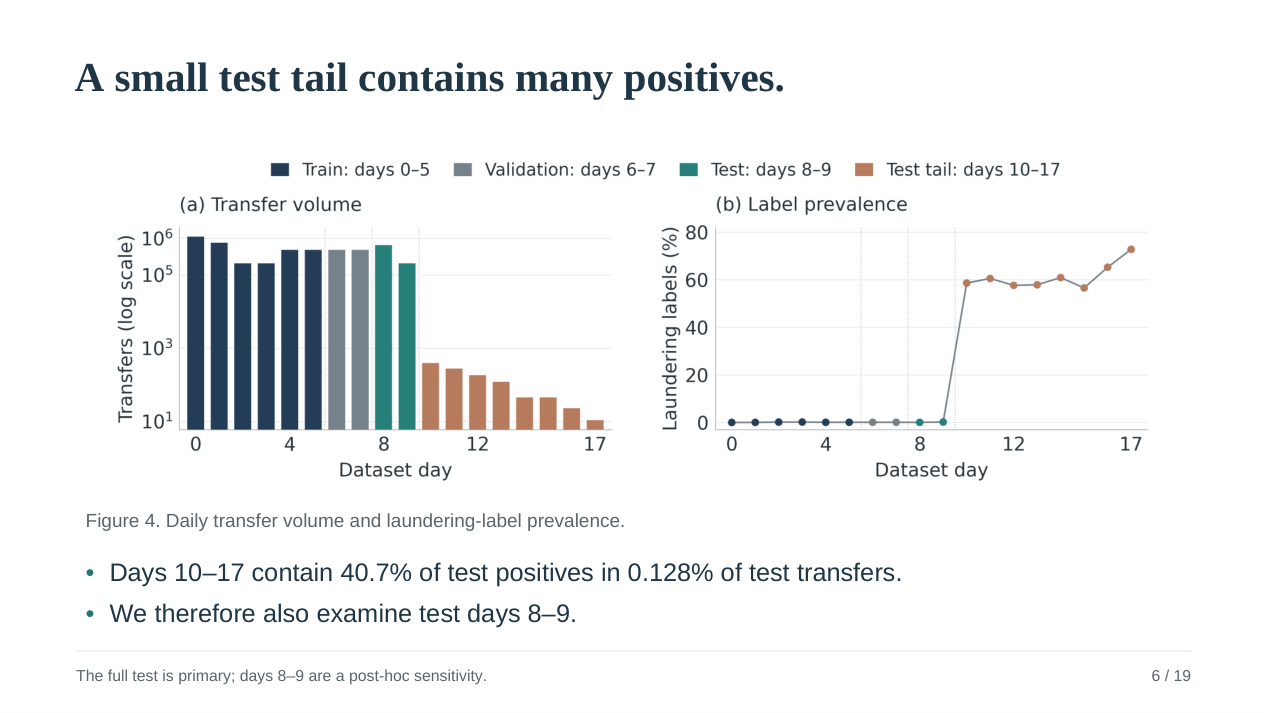 A small test tail contains many positives.
Train: days 0–5 Validation: days 6–7 Test: days 8–9 Test tail: days 10–17
(a) Transfer volume
Transfers (log scale)
10⁶
10⁵
10³
10¹
0 4 8 12 17
Dataset day
(b) Label prevalence
Laundering labels (%)
80
60
40
20
0
0 4 8 12 17
Dataset day
Figure 4. Daily transfer volume and laundering-label prevalence.
• Days 10–17 contain 40.7% of test positives in 0.128% of test transfers.
• We therefore also examine test days 8–9.
The full test is primary; days 8–9 are a post-hoc sensitivity.
6 / 19